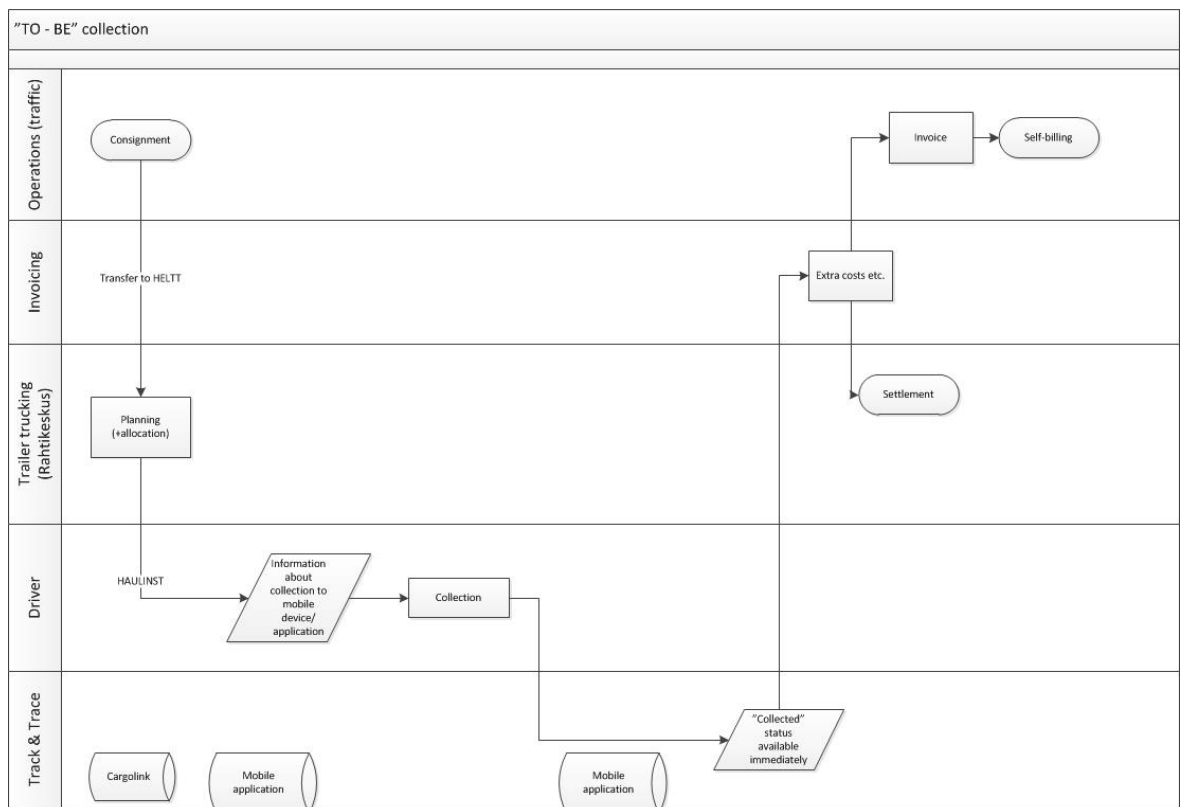 ”TO - BE” collection
Operations (traffic)
Consignment
Invoice
Self-billing
Invoicing
Transfer to HELTT
Extra costs etc.
Trailer trucking
(Rahtikeskus)
Planning
(+allocation)
Settlement
Driver
HAULINST
Information
about
collection to
mobile
device/
application
Collection
Track & Trace
”Collected”
status
available
immediately
Cargolink
Mobile
application
Mobile
application